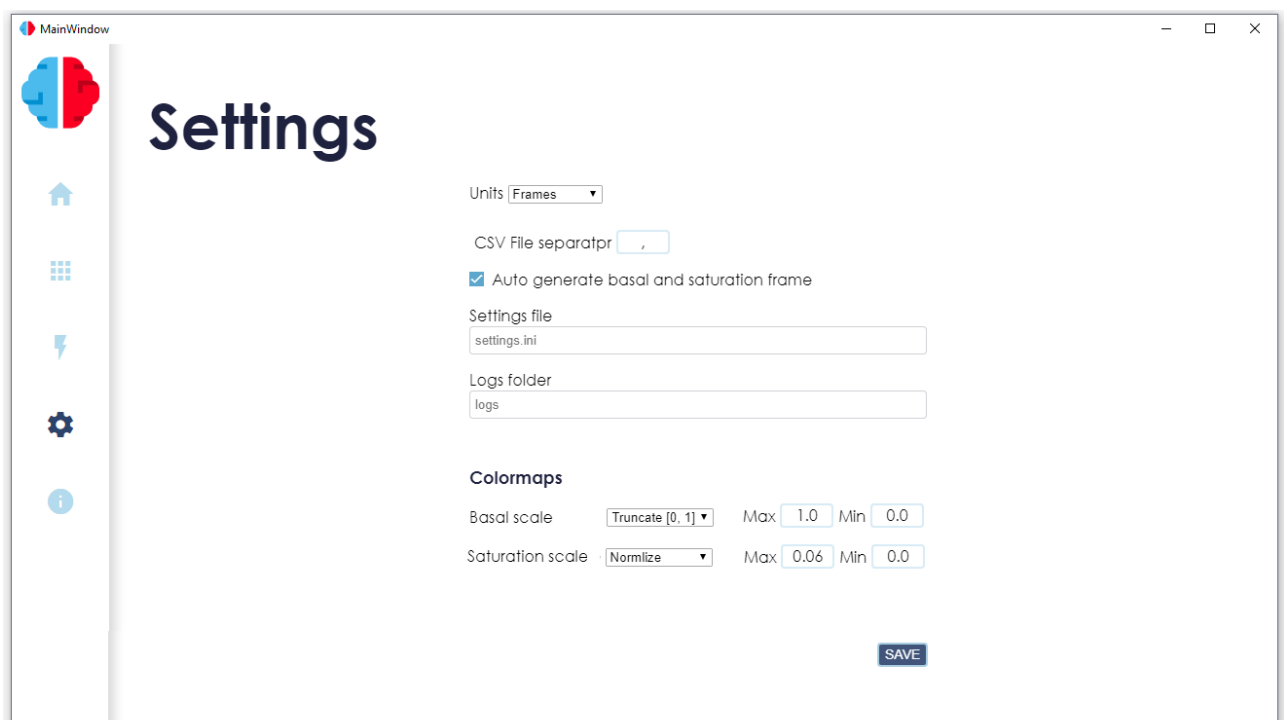 MainWindow
Settings
Units Frames
CSV File separatpr ,
Auto generate basal and saturation frame
Settings file
settings.ini
Logs folder
logs
Colormaps
Basal scale Truncate [0, 1] Max 1.0 Min 0.0
Saturation scale Normlize Max 0.06 Min 0.0
SAVE